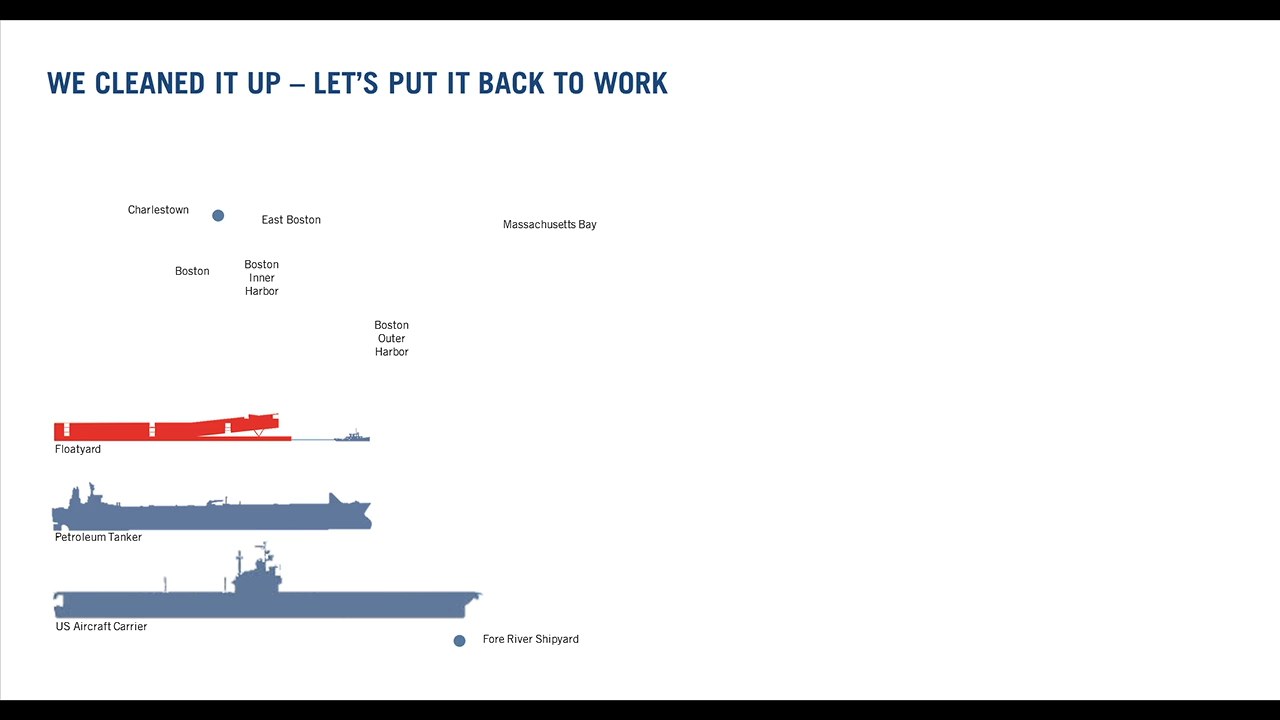 WE CLEANED IT UP – LET'S PUT IT BACK TO WORK
Charlestown
East Boston
Massachusetts Bay
Boston
Boston
Inner
Harbor
Boston
Outer
Harbor
Floatyard
Petroleum Tanker
US Aircraft Carrier
Fore River Shipyard